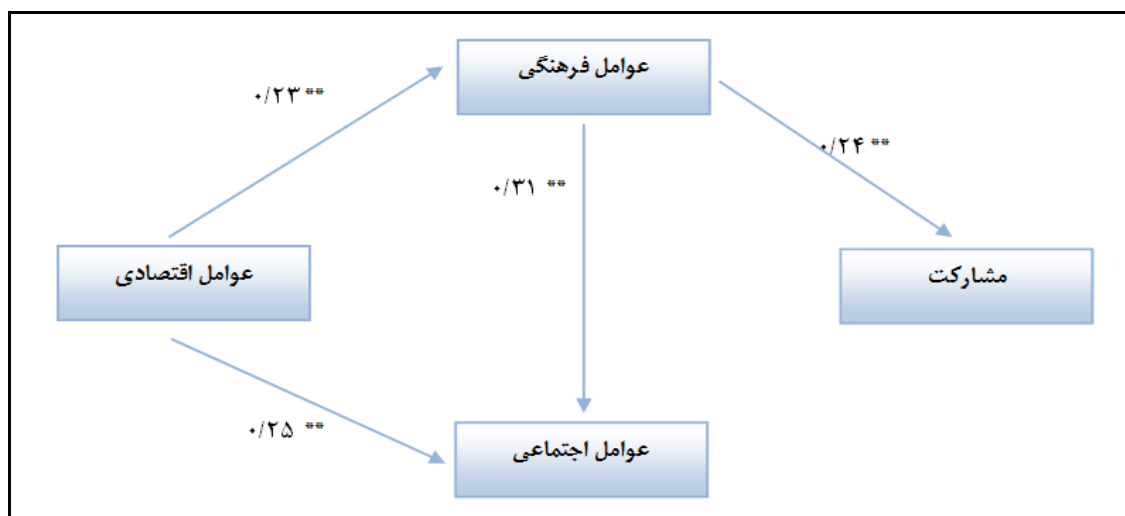 عوامل فرهنگی
۰/۲۳ **
۰/۲۴ **
۰/۳۱ **
عوامل اقتصادی
مشارکت
۰/۲۵ **
عوامل اجتماعی